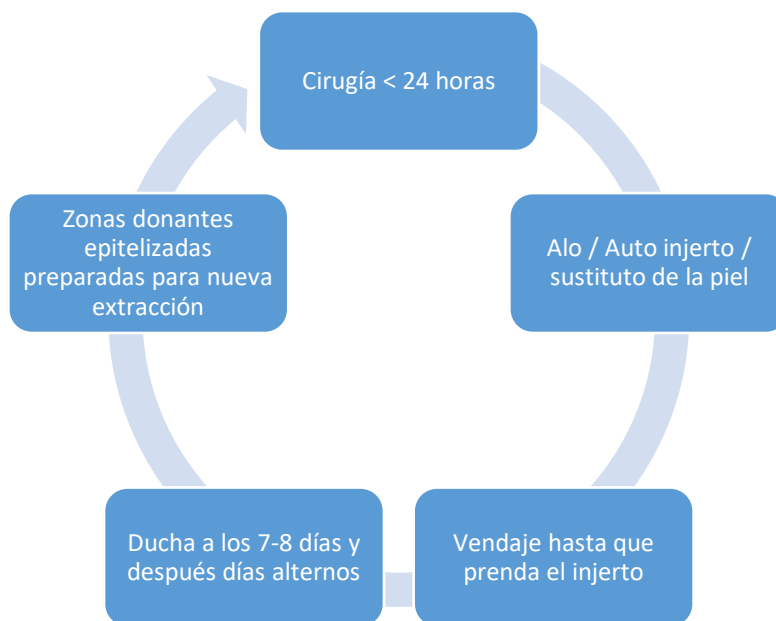 Cirugía < 24 horas
Alo / Auto injerto /
sustituto de la piel
Vendaje hasta que
prenda el injerto
Ducha a los 7-8 días y
después días alternos
Zonas donantes
epitelizadas
preparadas para nueva
extracción